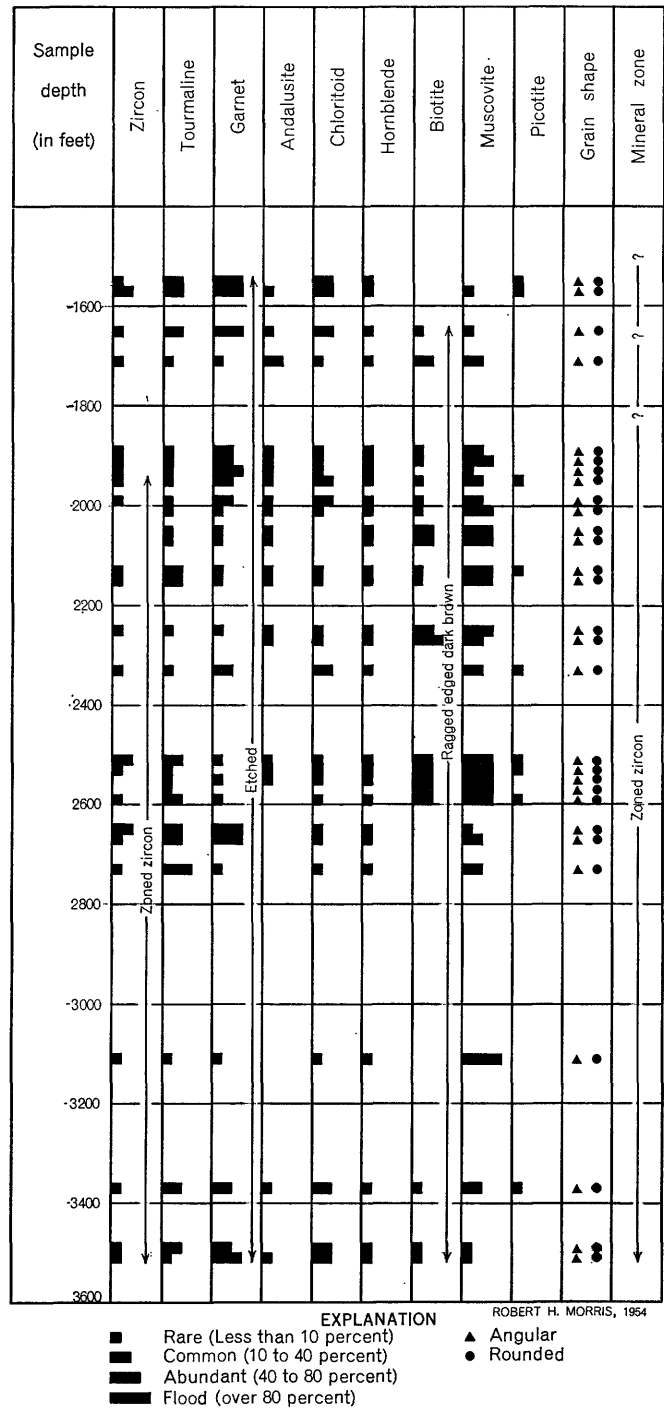 Sample
depth
(in feet)
Zircon
Tourmaline
Garnet
Andalusite
Chloritoid
Hornblende
Biotite
Muscovite
Picotite
Grain shape
Mineral zone
?
-1600
?
-1800
?
-2000
-2200
-2400
-2600
-2800
-3000
-3200
-3400
3600
Zoned zircon
Etched
Ragged edged dark brown
Zoned zircon
EXPLANATION
ROBERT H. MORRIS, 1954
Rare (Less than 10 percent)
Common (10 to 40 percent)
Abundant (40 to 80 percent)
Flood (over 80 percent)
Angular
Rounded